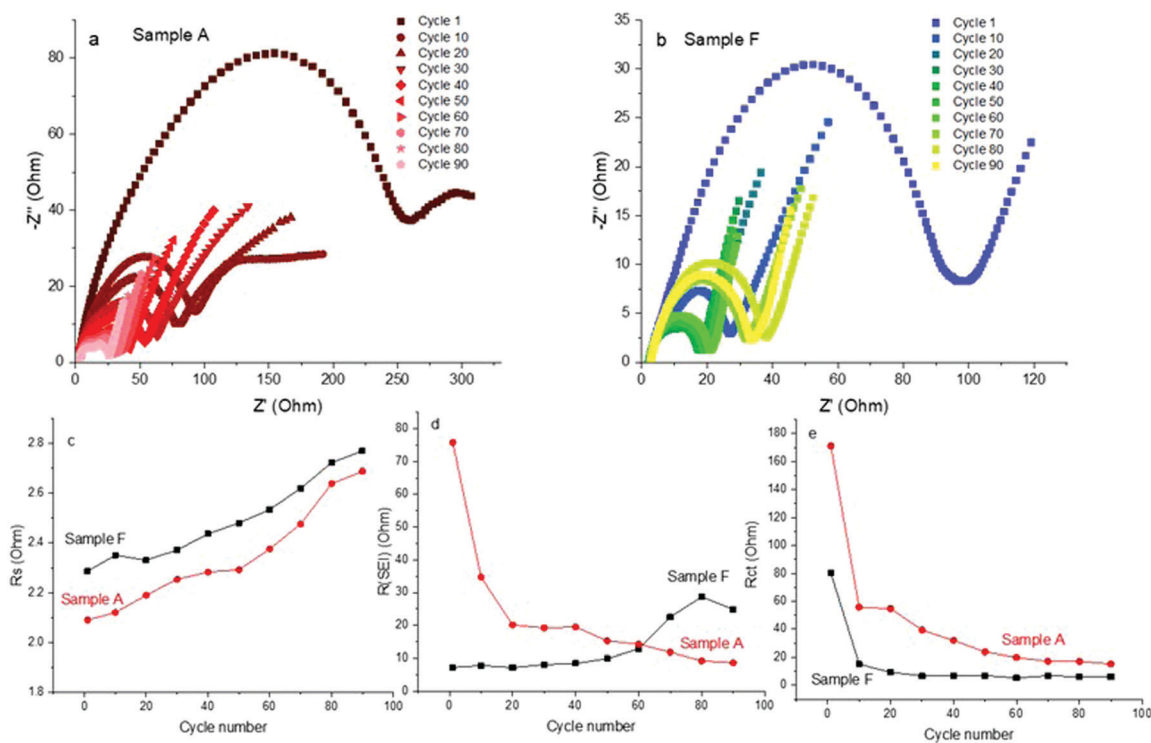 a
Sample A
Cycle 1
Cycle 10
Cycle 20
Cycle 30
Cycle 40
Cycle 50
Cycle 60
Cycle 70
Cycle 80
Cycle 90
-Z'' (Ohm)
80
60
40
20
0
0 50 100 150 200 250 300
Z' (Ohm)
b
Sample F
Cycle 1
Cycle 10
Cycle 20
Cycle 30
Cycle 40
Cycle 50
Cycle 60
Cycle 70
Cycle 80
Cycle 90
-Z'' (Ohm)
35
30
25
20
15
10
5
0
0 20 40 60 80 100 120
Z' (Ohm)
c
Rs (Ohm)
2.8
2.6
2.4
2.2
2.0
1.8
Sample F
Sample A
0 20 40 60 80 100
Cycle number
d
R(SEI) (Ohm)
80
70
60
50
40
30
20
10
0
Sample F
Sample A
0 20 40 60 80 100
Cycle number
e
Rct (Ohm)
180
160
140
120
100
80
60
40
20
0
Sample A
Sample F
0 20 40 60 80 100
Cycle number